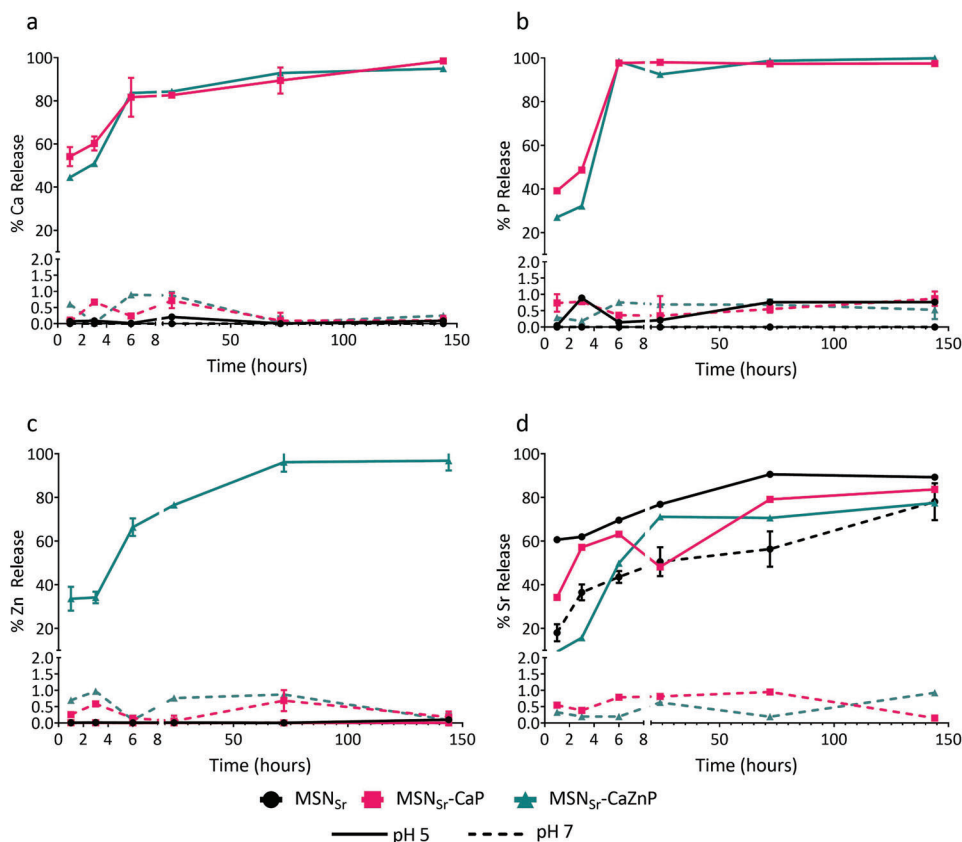 a
% Ca Release
100
80
60
40
20
2.0
1.5
1.0
0.5
0.0
0 2 4 6 8 50 100 150
Time (hours)
b
% P Release
100
80
60
40
20
2.0
1.5
1.0
0.5
0.0
0 2 4 6 8 50 100 150
Time (hours)
c
% Zn Release
100
80
60
40
20
2.0
1.5
1.0
0.5
0.0
0 2 4 6 8 50 100 150
Time (hours)
d
% Sr Release
100
80
60
40
20
2.0
1.5
1.0
0.5
0.0
0 2 4 6 8 50 100 150
Time (hours)
MSNSr MSNSr-CaP MSNSr-CaZnP
pH 5 pH 7